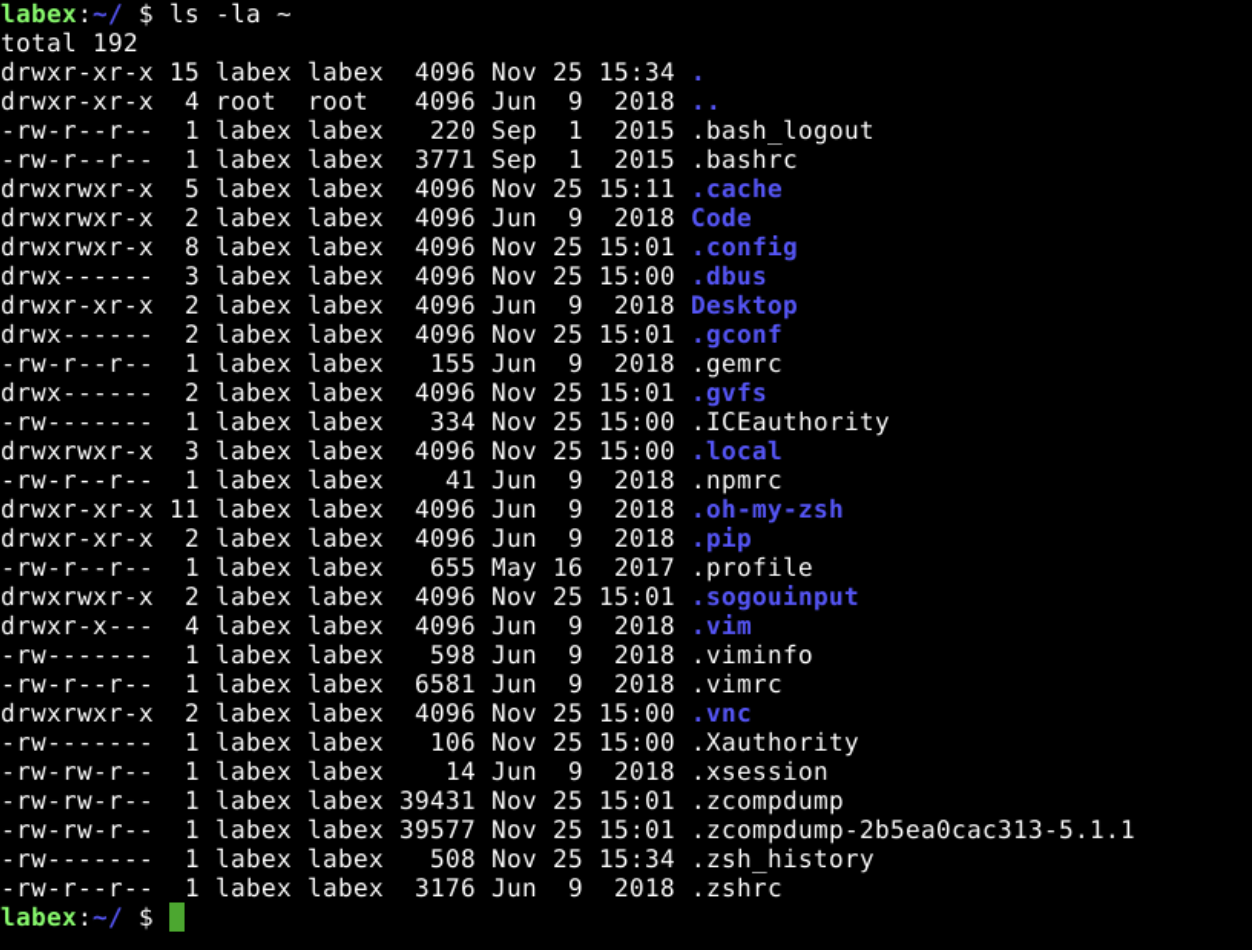 labex:~/ $ ls -la ~
total 192
drwxr-xr-x 15 labex labex  4096 Nov 25 15:34 .
drwxr-xr-x  4 root  root   4096 Jun  9  2018 ..
-rw-r--r--  1 labex labex   220 Sep  1  2015 .bash_logout
-rw-r--r--  1 labex labex  3771 Sep  1  2015 .bashrc
drwxrwxr-x  5 labex labex  4096 Nov 25 15:11 .cache
drwxrwxr-x  2 labex labex  4096 Jun  9  2018 Code
drwxrwxr-x  8 labex labex  4096 Nov 25 15:01 .config
drwx------  3 labex labex  4096 Nov 25 15:00 .dbus
drwxr-xr-x  2 labex labex  4096 Jun  9  2018 Desktop
drwx------  2 labex labex  4096 Nov 25 15:01 .gconf
-rw-r--r--  1 labex labex   155 Jun  9  2018 .gemrc
drwx------  2 labex labex  4096 Nov 25 15:01 .gvfs
-rw-------  1 labex labex   334 Nov 25 15:00 .ICEauthority
drwxrwxr-x  3 labex labex  4096 Nov 25 15:00 .local
-rw-r--r--  1 labex labex    41 Jun  9  2018 .npmrc
drwxr-xr-x 11 labex labex  4096 Jun  9  2018 .oh-my-zsh
drwxr-xr-x  2 labex labex  4096 Jun  9  2018 .pip
-rw-r--r--  1 labex labex   655 May 16  2017 .profile
drwxrwxr-x  2 labex labex  4096 Nov 25 15:01 .sogouinput
drwxr-x---  4 labex labex  4096 Jun  9  2018 .vim
-rw-------  1 labex labex   598 Jun  9  2018 .viminfo
-rw-r--r--  1 labex labex  6581 Jun  9  2018 .vimrc
drwxrwxr-x  2 labex labex  4096 Nov 25 15:00 .vnc
-rw-------  1 labex labex   106 Nov 25 15:00 .Xauthority
-rw-rw-r--  1 labex labex    14 Jun  9  2018 .xsession
-rw-rw-r--  1 labex labex 39431 Nov 25 15:01 .zcompdump
-rw-rw-r--  1 labex labex 39577 Nov 25 15:01 .zcompdump-2b5ea0cac313-5.1.1
-rw-------  1 labex labex   508 Nov 25 15:34 .zsh_history
-rw-r--r--  1 labex labex  3176 Jun  9  2018 .zshrc
labex:~/ $